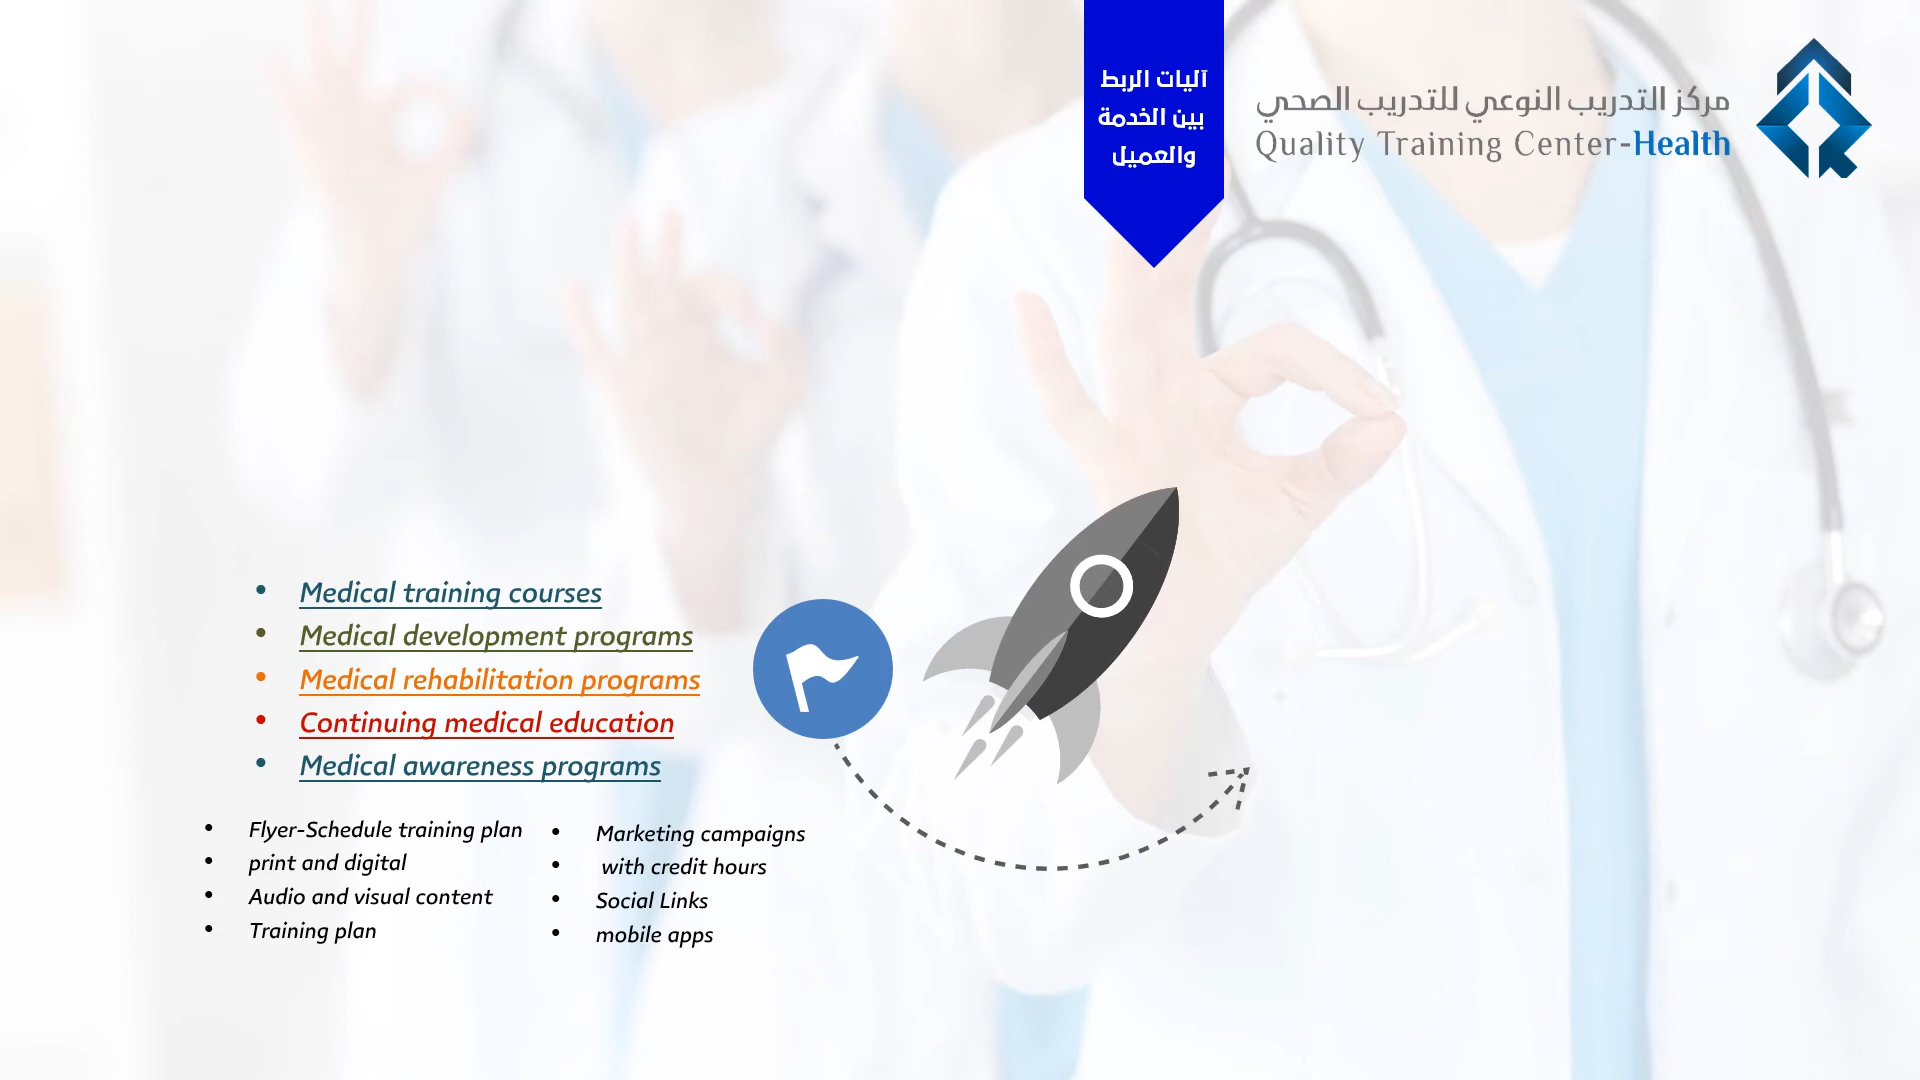 آليات الربط
بين الخدمة
والعميل
مركز التدريب النوعي للتدريب الصحي
Quality Training Center-Health
• Medical training courses
• Medical development programs
• Medical rehabilitation programs
• Continuing medical education
• Medical awareness programs
• Flyer-Schedule training plan
• print and digital
• Audio and visual content
• Training plan
• Marketing campaigns
• with credit hours
• Social Links
• mobile apps